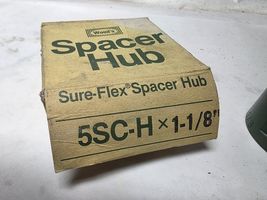 Wood's
Spacer
Hub
Sure-Flex® Spacer Hub
5SC-H × 1-1/8"